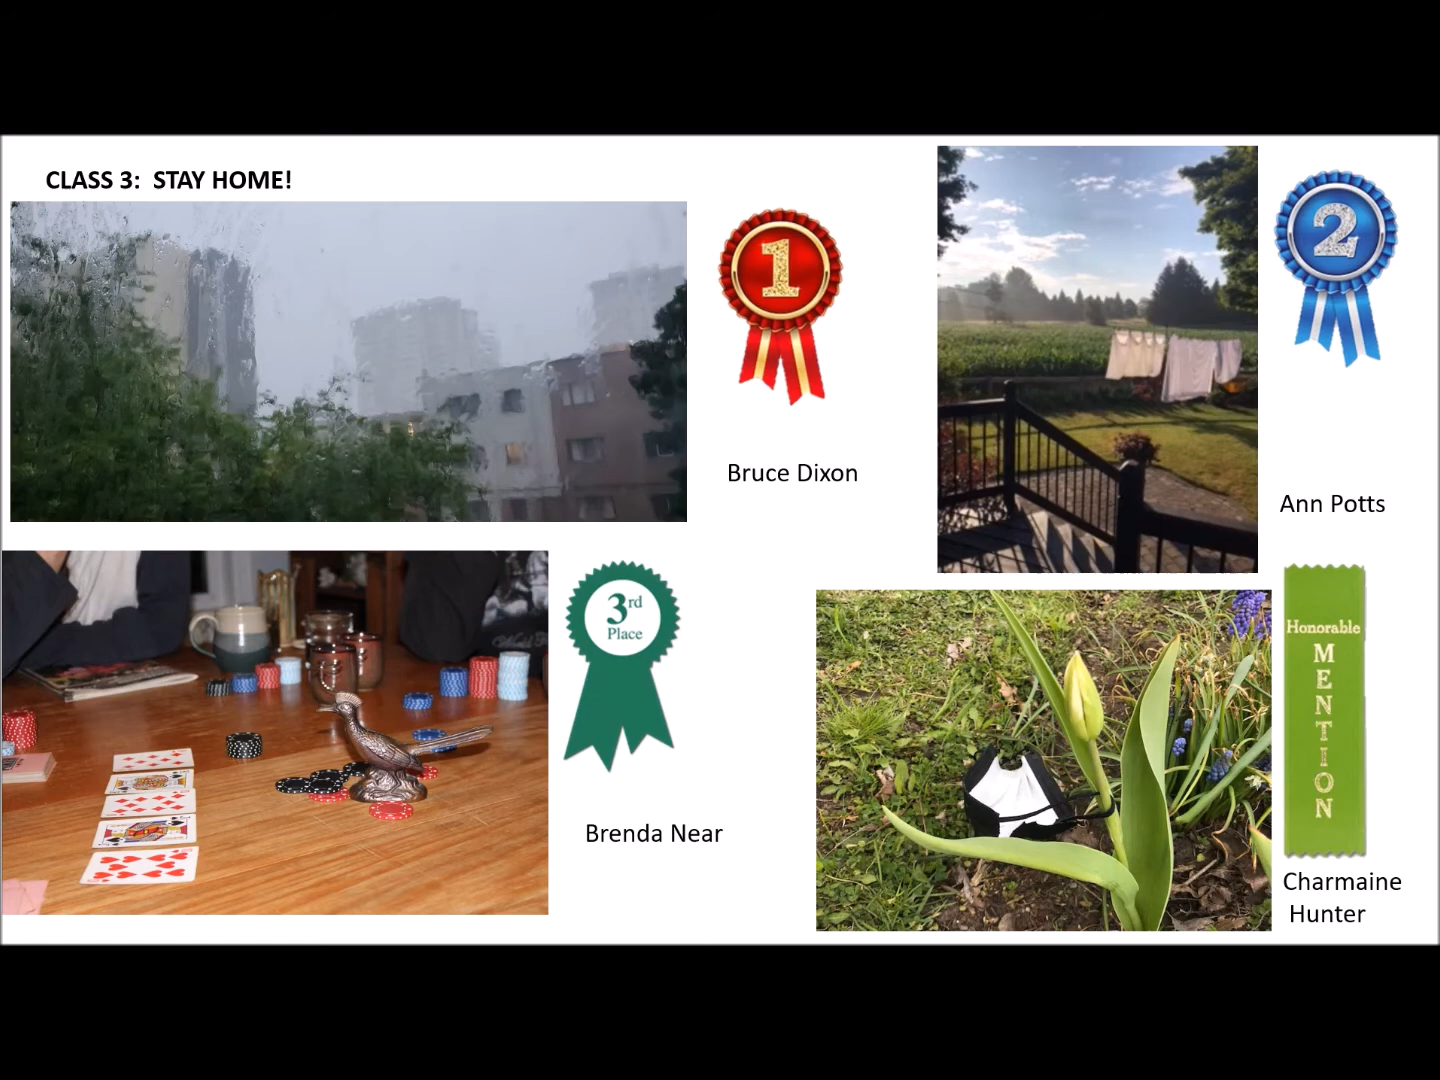 CLASS 3:  STAY HOME!
1
Bruce Dixon
2
Ann Potts
3rd
Place
Brenda Near
Honorable
MENTION
Charmaine
Hunter